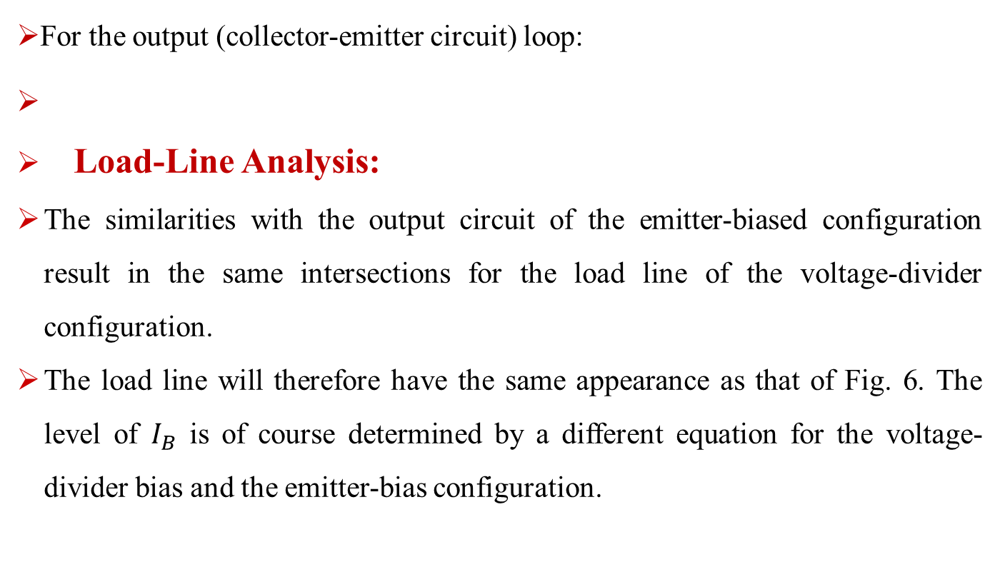 ➢For the output (collector-emitter circuit) loop:
➢
➢ Load-Line Analysis:
➢The similarities with the output circuit of the emitter-biased configuration
result in the same intersections for the load line of the voltage-divider
configuration.
➢The load line will therefore have the same appearance as that of Fig. 6. The
level of I_B is of course determined by a different equation for the voltage-
divider bias and the emitter-bias configuration.